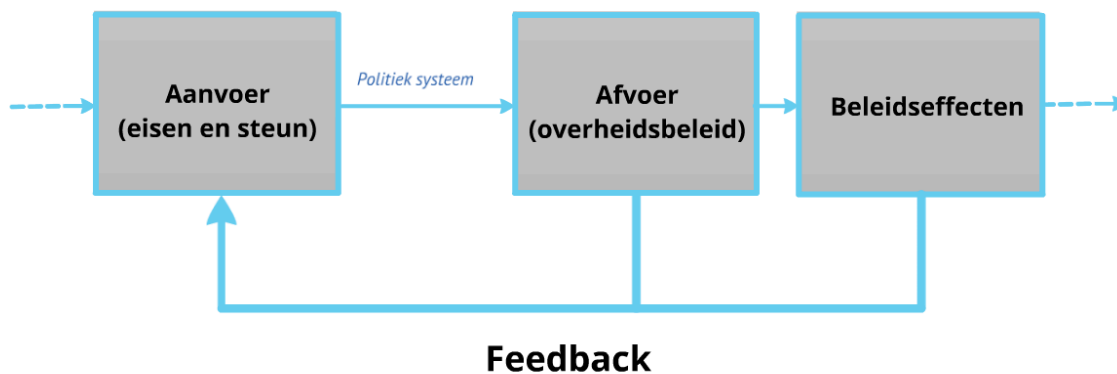 Aanvoer
(eisen en steun)
Politiek systeem
Afvoer
(overheidsbeleid)
Beleidseffecten
Feedback